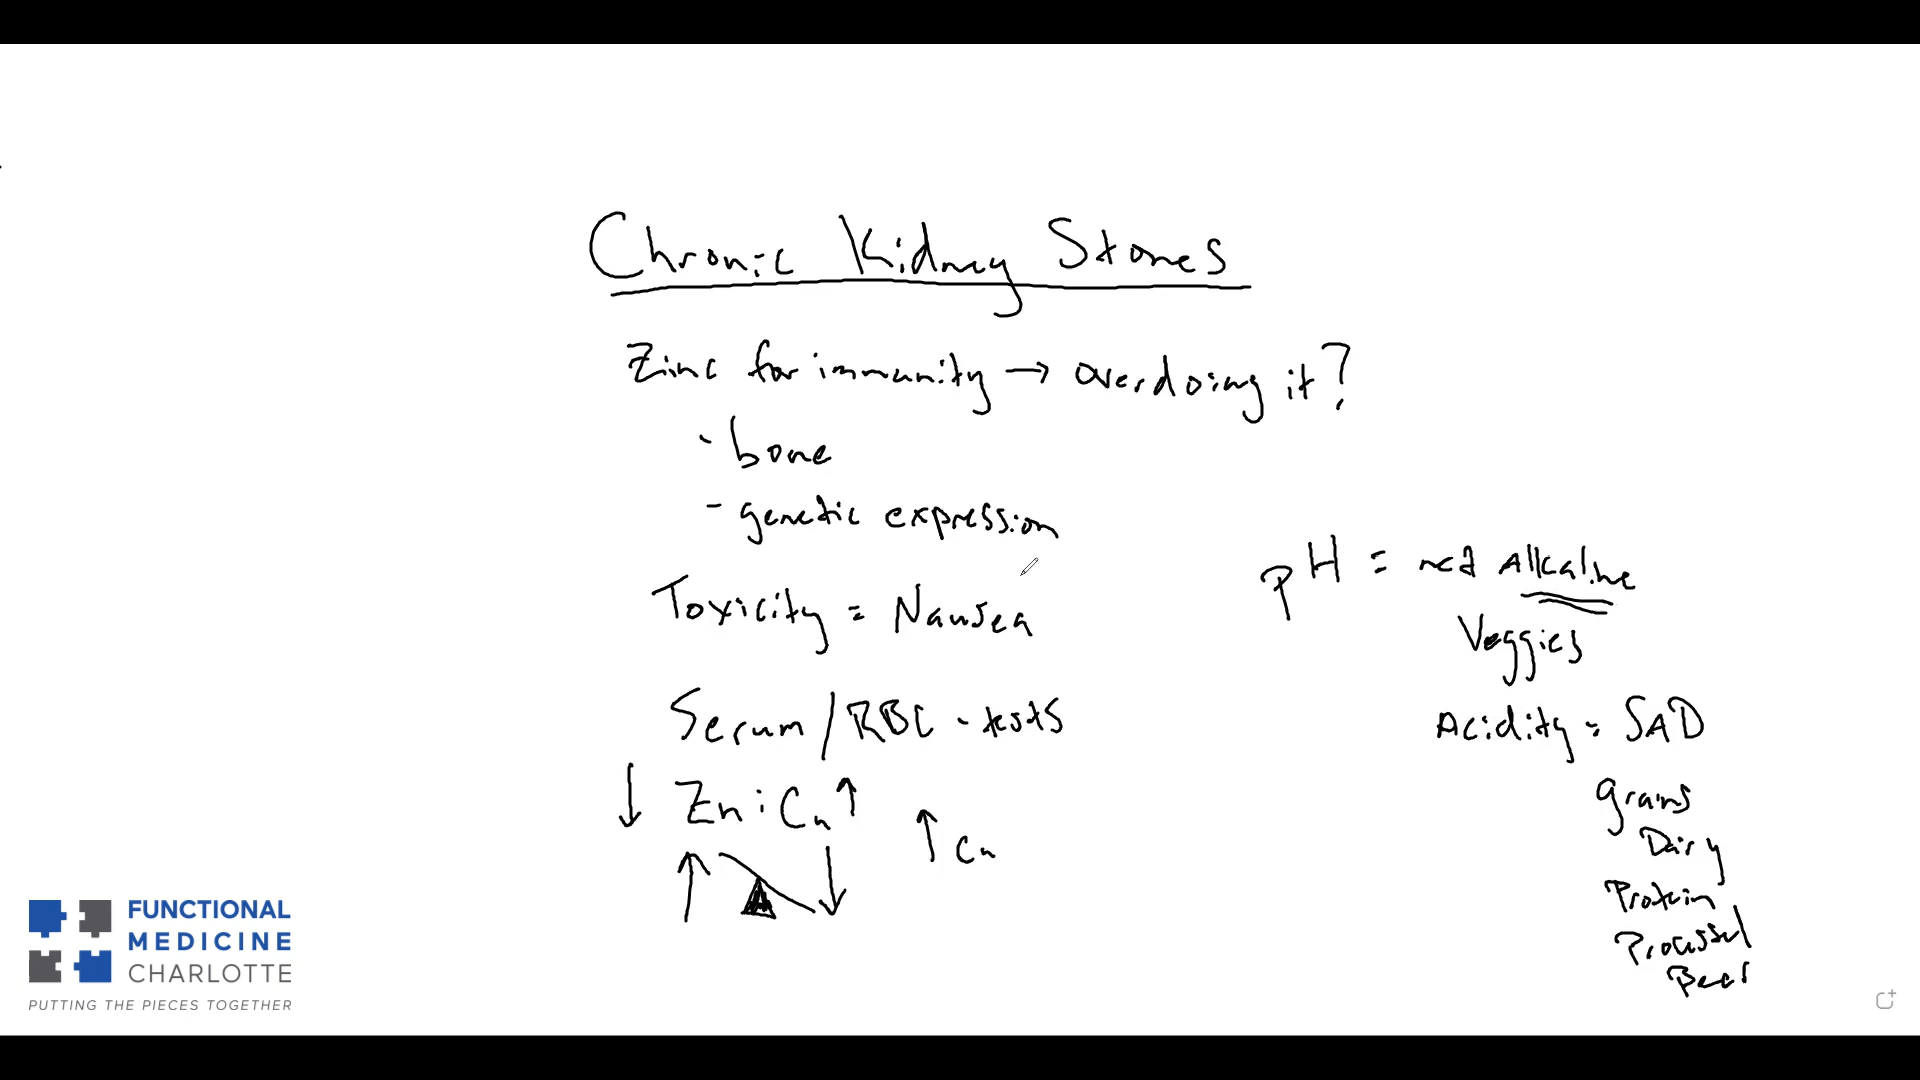 Chronic Kidney Stones
Zinc for immunity → overdoing it?
- bone
- genetic expression
Toxicity = Nausea
Serum/RBC - tests
↓ Zn:Cu ↑
↑ ↓
↑ Cu
pH = Alkaline
Veggies
Acidity = SAD
grains
Dairy
Protein
Processed
Beer
FUNCTIONAL
MEDICINE
CHARLOTTE
PUTTING THE PIECES TOGETHER